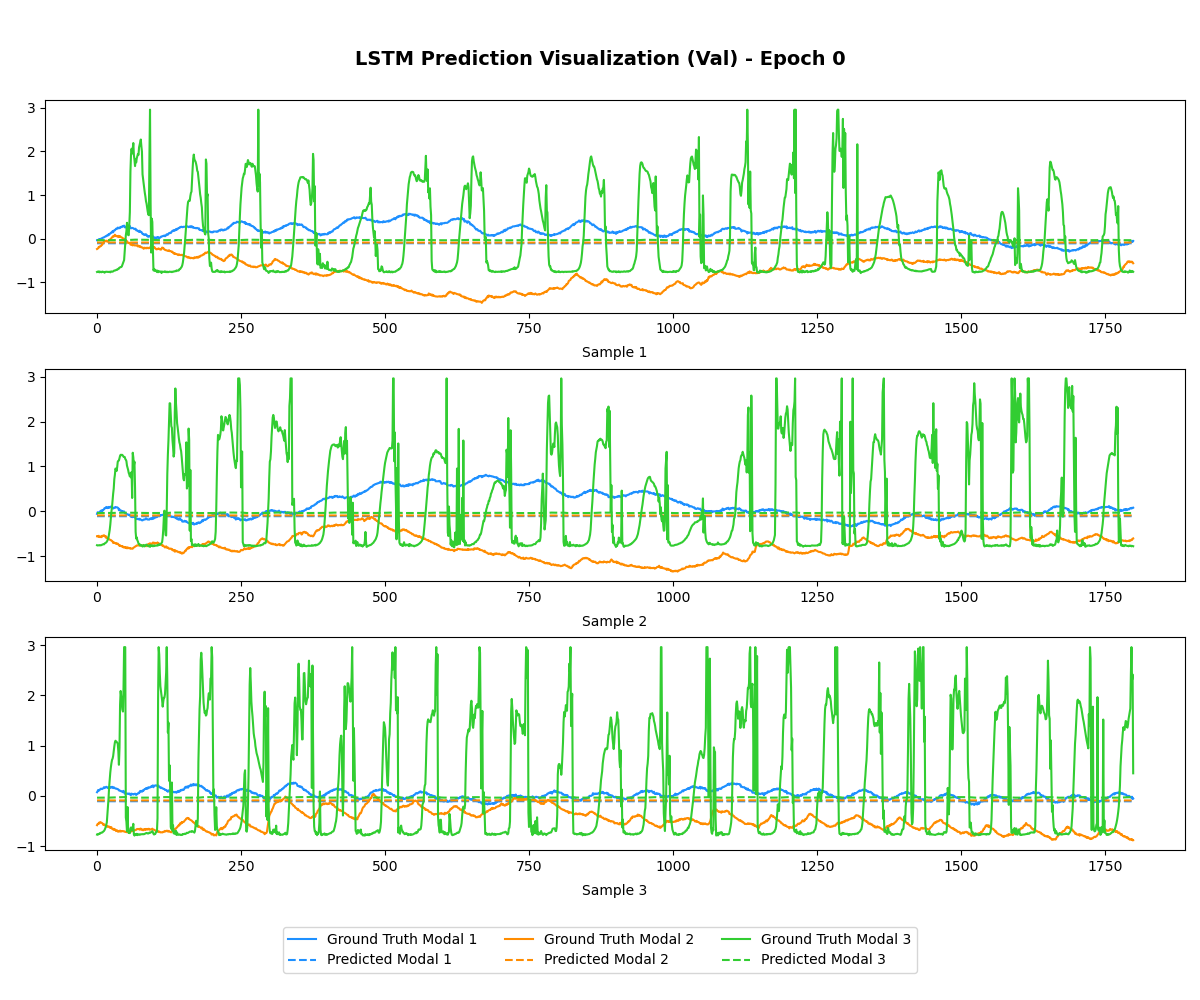 LSTM Prediction Visualization (Val) - Epoch 0
3
2
1
0
−1
0 250 500 750 1000 1250 1500 1750
Sample 1
3
2
1
0
−1
0 250 500 750 1000 1250 1500 1750
Sample 2
3
2
1
0
−1
0 250 500 750 1000 1250 1500 1750
Sample 3
Ground Truth Modal 1 Ground Truth Modal 2 Ground Truth Modal 3
Predicted Modal 1 Predicted Modal 2 Predicted Modal 3